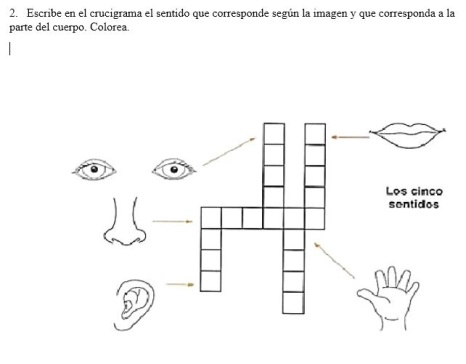 2. Escribe en el crucigrama el sentido que corresponde según la imagen y que corresponda a la
parte del cuerpo. Colorea.
Los cinco
sentidos